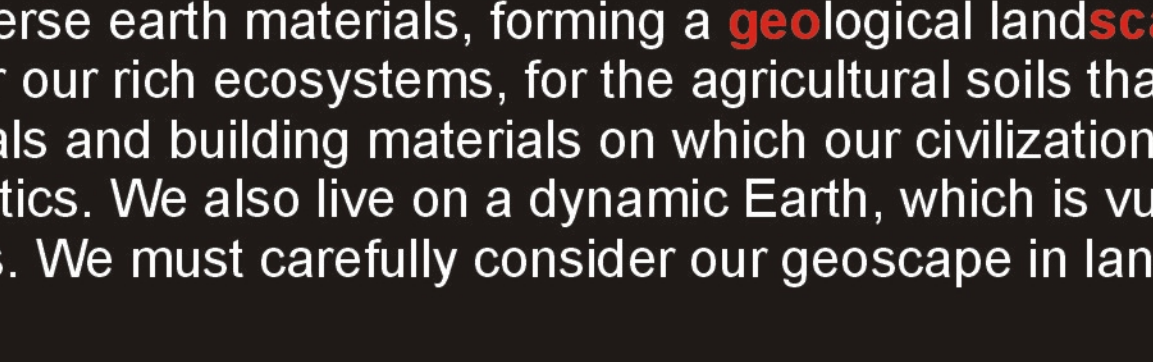 erse earth materials, forming a geological landsc
r our rich ecosystems, for the agricultural soils tha
als and building materials on which our civilization
tics. We also live on a dynamic Earth, which is vu
s. We must carefully consider our geoscape in lan